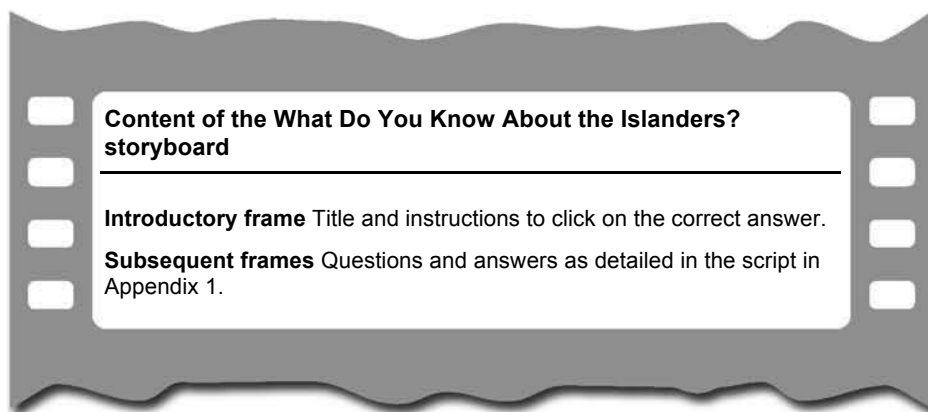 Content of the What Do You Know About the Islanders?
storyboard
Introductory frame Title and instructions to click on the correct answer.
Subsequent frames Questions and answers as detailed in the script in
Appendix 1.